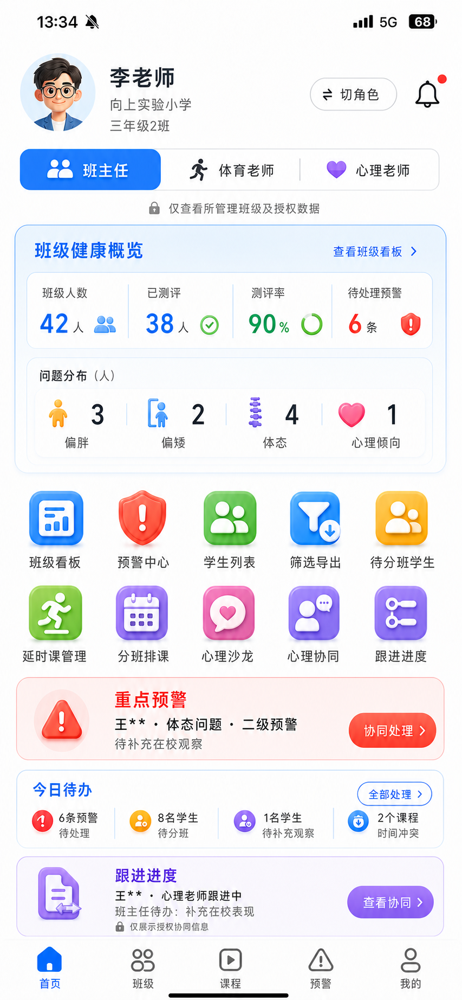 13:34
5G
68
李老师
向上实验小学
三年级2班
切角色
班主任
体育老师
心理老师
仅查看所管理班级及授权数据
班级健康概览
查看班级看板
班级人数
已测评
测评率
待处理预警
42 人
38 人
90 %
6 条
问题分布（人）
3
2
4
1
偏胖
偏矮
体态
心理倾向
班级看板
预警中心
学生列表
筛选导出
待分班学生
延时课管理
分班排课
心理沙龙
心理协同
跟进进度
重点预警
王** · 体态问题 · 二级预警
待补充在校观察
协同处理
今日待办
全部处理
6条预警
待处理
8名学生
待分班
1名学生
待补充观察
2个课程
时间冲突
跟进进度
王** · 心理老师跟进中
班主任待办：补充在校表现
仅展示授权协同信息
查看协同
首页
班级
课程
预警
我的